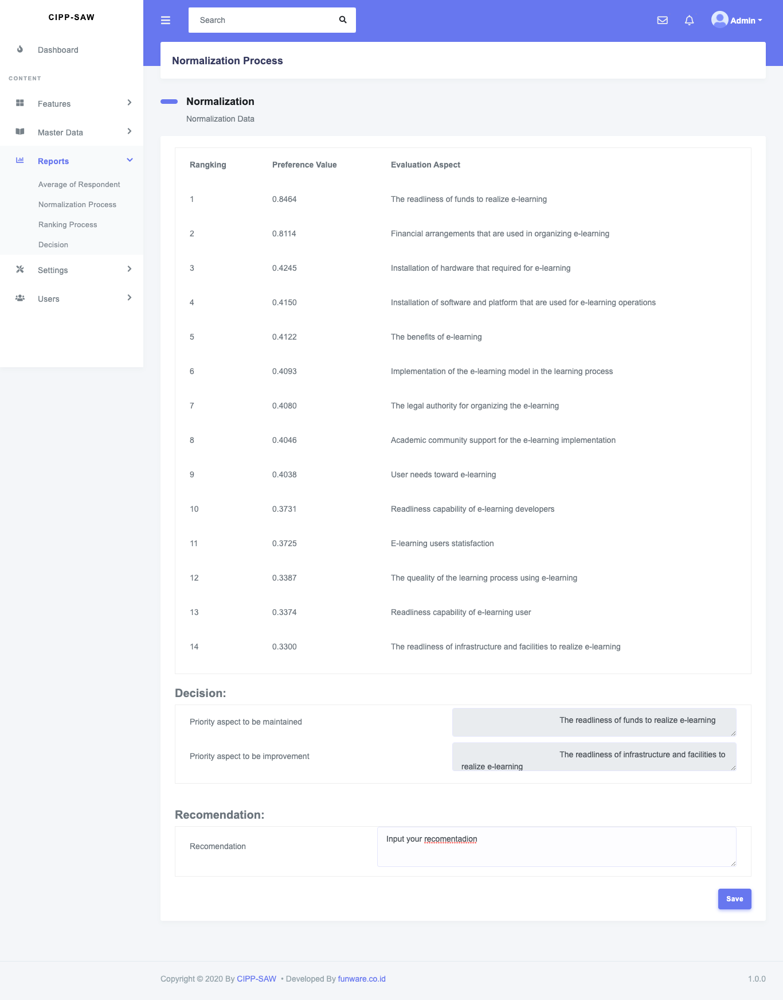 CIPP-SAW
Search
Admin
Dashboard
Normalization Process
CONTENT
Features
Master Data
Reports
Average of Respondent
Normalization Process
Ranking Process
Decision
Settings
Users
Normalization
Normalization Data
Rangking Preference Value Evaluation Aspect
1 0.8464 The readliness of funds to realize e-learning
2 0.8114 Financial arrangements that are used in organizing e-learning
3 0.4245 Installation of hardware that required for e-learning
4 0.4150 Installation of software and platform that are used for e-learning operations
5 0.4122 The benefits of e-learning
6 0.4093 Implementation of the e-learning model in the learning process
7 0.4080 The legal authority for organizing the e-learning
8 0.4046 Academic community support for the e-learning implementation
9 0.4038 User needs toward e-learning
10 0.3731 Readliness capability of e-learning developers
11 0.3725 E-learning users statisfaction
12 0.3387 The queality of the learning process using e-learning
13 0.3374 Readliness capability of e-learning user
14 0.3300 The readliness of infrastructure and facilities to realize e-learning
Decision:
Priority aspect to be maintained The readliness of funds to realize e-learning
Priority aspect to be improvement The readliness of infrastructure and facilities to
realize e-learning
Recomendation:
Recomendation Input your recomentadion
Save
Copyright © 2020 By CIPP-SAW • Developed By funware.co.id 1.0.0